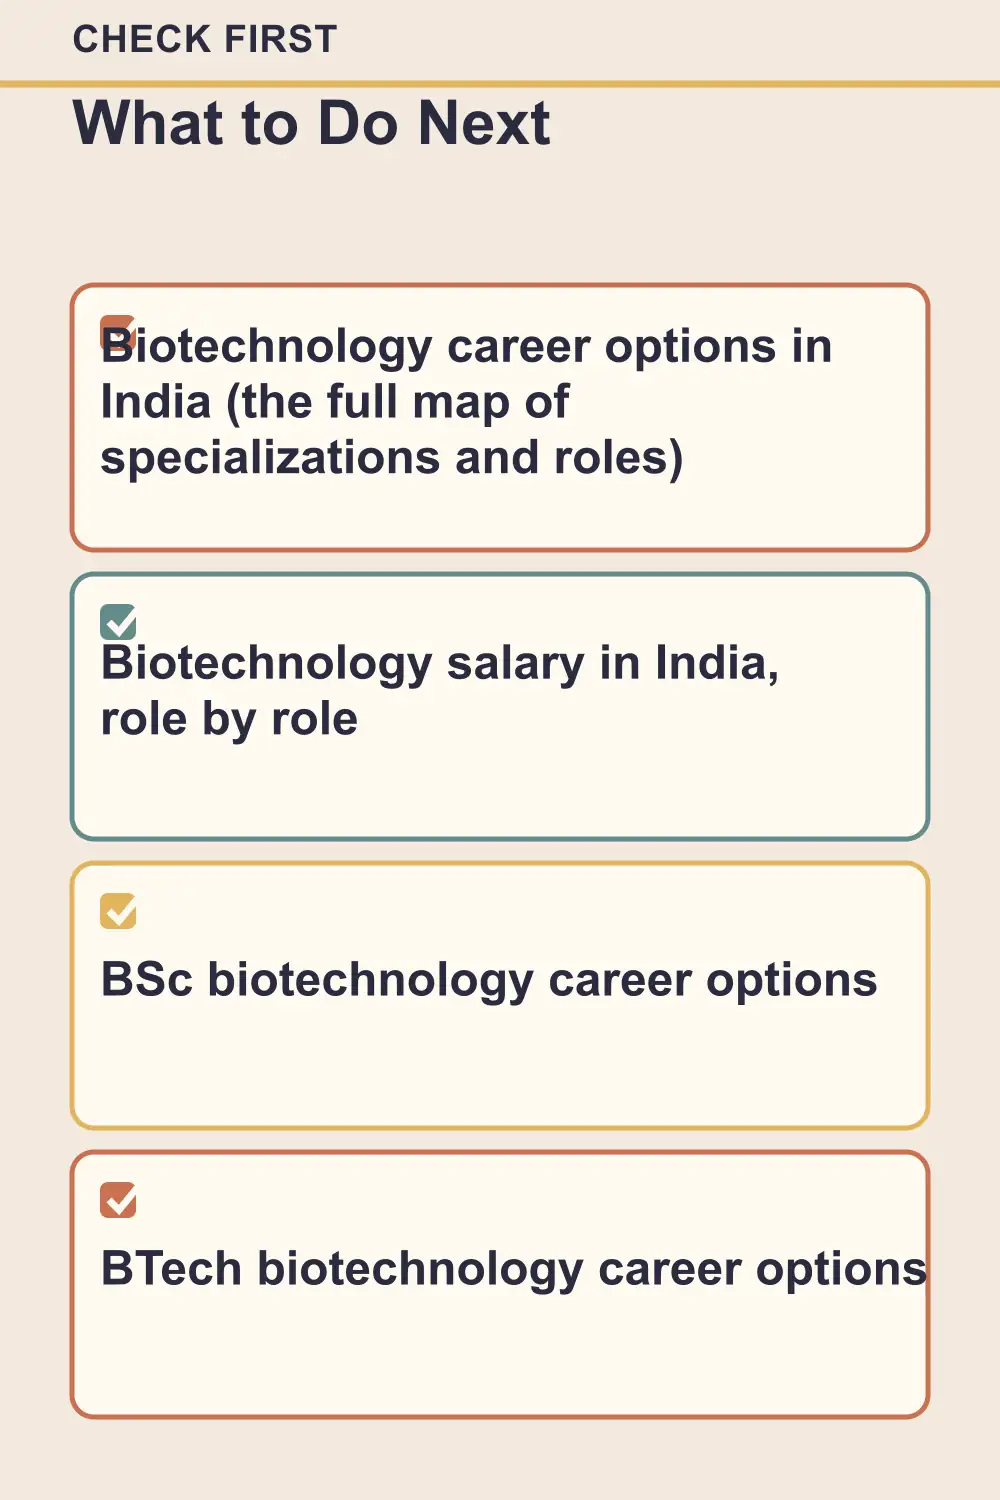 CHECK FIRST
What to Do Next
Biotechnology career options in
India (the full map of
specializations and roles)
Biotechnology salary in India,
role by role
BSc biotechnology career options
BTech biotechnology career options